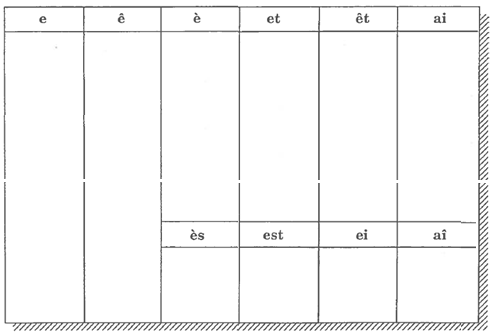 e ê è et êt ai
ès est ei aî